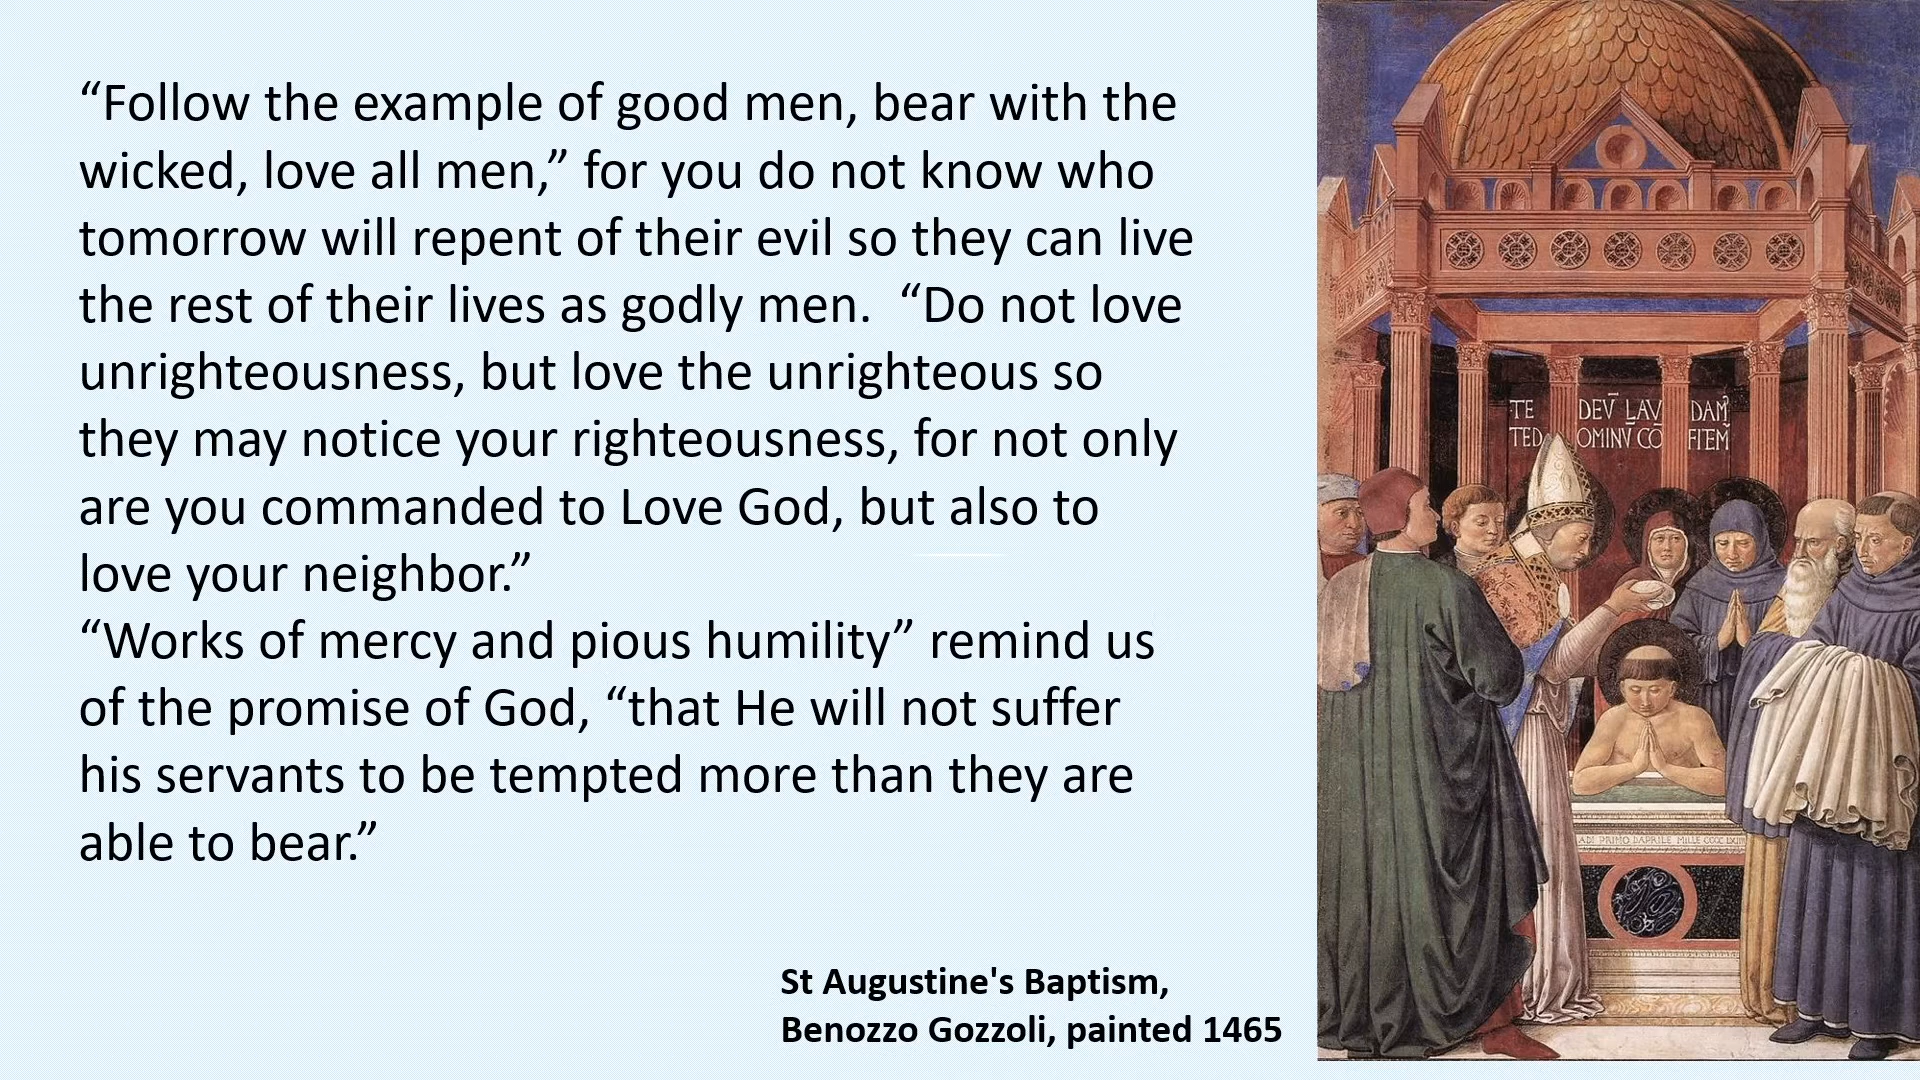 “Follow the example of good men, bear with the
wicked, love all men,” for you do not know who
tomorrow will repent of their evil so they can live
the rest of their lives as godly men.  “Do not love
unrighteousness, but love the unrighteous so
they may notice your righteousness, for not only
are you commanded to Love God, but also to
love your neighbor.”
“Works of mercy and pious humility” remind us
of the promise of God, “that He will not suffer
his servants to be tempted more than they are
able to bear.”
St Augustine's Baptism,
Benozzo Gozzoli, painted 1465
TE DEV̄ LAV DAM
TED OMINV̄ CŌ FITEM